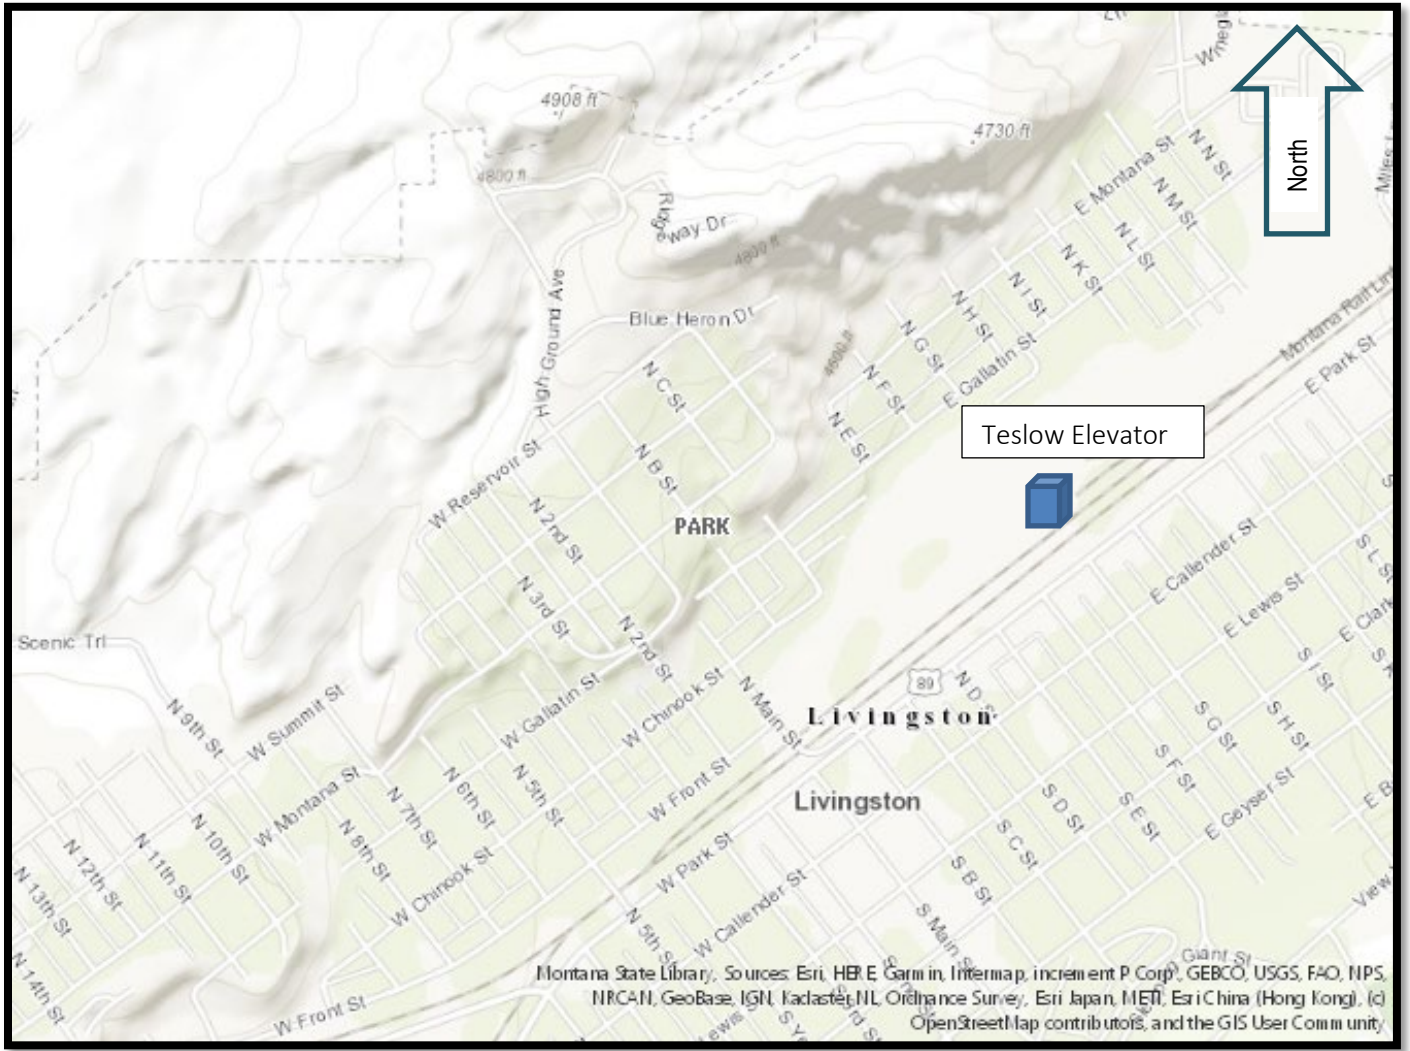 4908 ft
4730 ft
4800 ft
North
E Montana St
N N St
N M St
N L St
N K St
N I St
N H St
N G St
N F St
N E St
E Gallatin St
Ridgeway Dr
4800 ft
High Ground Ave
Blue Heron Dr
4600 ft
Montana Rail Lin
E Park St
Teslow Elevator
N C St
N B St
W Reservoir St
N 2nd St
PARK
N 3rd St
N 2nd St
E Callender St
E Lewis St
S L St
E Clark
S I St
Scenic Trl
N 9th St
W Summit St
W Gallatin St
W Chinook St
N Main St
89
N D S
Livingston
Livingston
S G St
S H St
S F St
S E St
S D St
S C St
S B St
S Main S
E Geyser St
E B
View
W Montana St
N 5th St
N 6th St
N 7th St
N 8th St
N 10th St
N 11th St
N 12th St
N 13th St
N 14th St
W Chinook St
W Front St
W Park St
W Callender St
N 5th S
W Front St
Giant St
Montana State Library, Sources: Esri, HERE, Garmin, Intermap, increment P Corp., GEBCO, USGS, FAO, NPS,
NRCAN, GeoBase, IGN, Kadaster NL, Ordnance Survey, Esri Japan, METI, Esri China (Hong Kong), (c)
OpenStreetMap contributors, and the GIS User Community